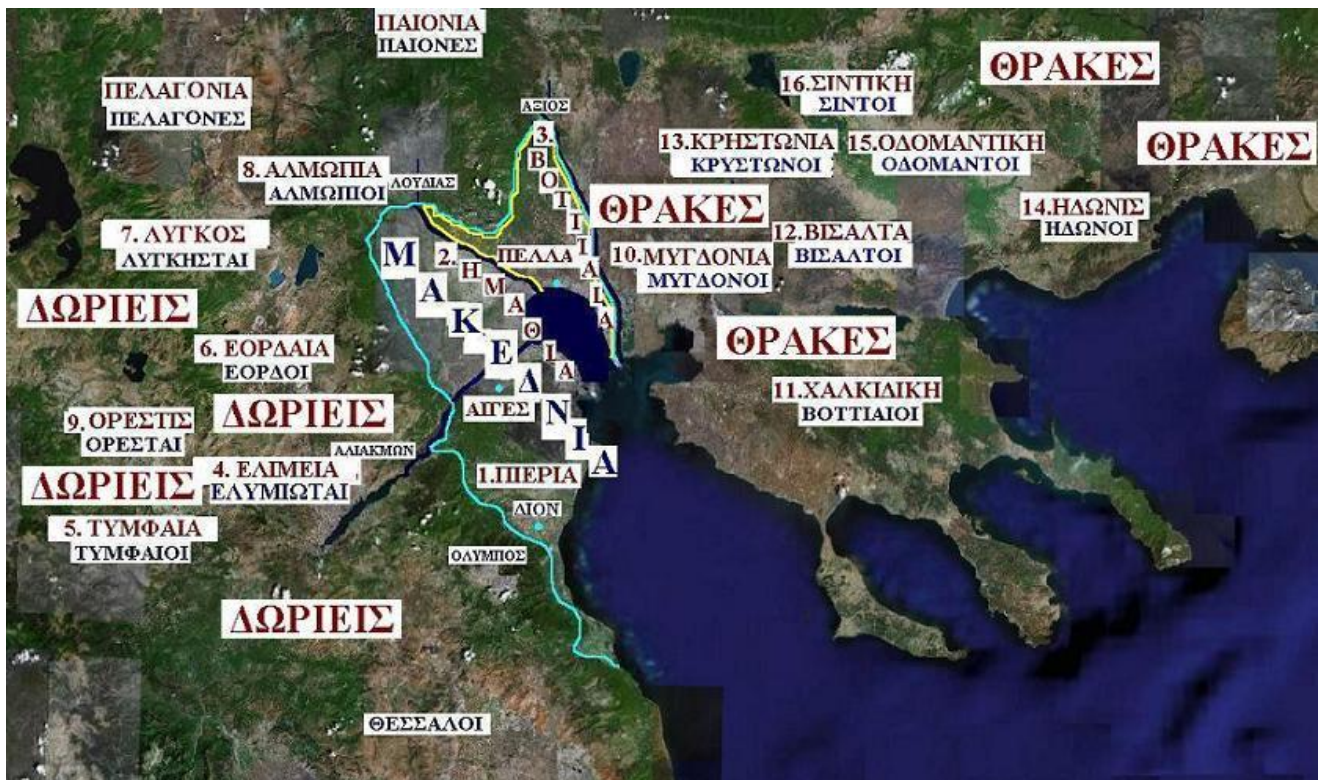 ΠΑΙΟΝΙΑ
ΠΑΙΟΝΕΣ
ΘΡΑΚΕΣ
ΠΕΛΑΓΟΝΙΑ
ΠΕΛΑΓΟΝΕΣ
16.ΣΙΝΤΙΚΗ
ΣΙΝΤΟΙ
ΑΞΙΟΣ
3.
ΒΟΤΤΙΑΙΑ
13.ΚΡΗΣΤΩΝΙΑ
ΚΡΥΣΤΩΝΟΙ
15.ΟΔΟΜΑΝΤΙΚΗ
ΟΔΟΜΑΝΤΟΙ
ΘΡΑΚΕΣ
8. ΑΛΜΩΠΙΑ
ΑΛΜΩΠΙΟΙ
ΛΟΥΔΙΑΣ
ΘΡΑΚΕΣ
14.ΗΔΩΝΙΣ
ΗΔΩΝΟΙ
7. ΛΥΓΚΟΣ
ΛΥΓΚΗΣΤΑΙ
ΜΑΚΕΔΝΙΑ
2. ΗΜΑΘΙΑ
ΠΕΛΛΑ
10. ΜΥΓΔΟΝΙΑ
ΜΥΓΔΟΝΟΙ
12. ΒΙΣΑΛΤΑ
ΒΙΣΑΛΤΟΙ
ΔΩΡΙΕΙΣ
6. ΕΟΡΔΑΙΑ
ΕΟΡΔΟΙ
ΘΡΑΚΕΣ
9. ΟΡΕΣΤΙΣ
ΟΡΕΣΤΑΙ
ΔΩΡΙΕΙΣ
ΑΙΓΕΣ
11.ΧΑΛΚΙΔΙΚΗ
ΒΟΤΤΙΑΙΟΙ
ΑΛΙΑΚΜΩΝ
ΔΩΡΙΕΙΣ
4. ΕΛΙΜΕΙΑ
ΕΛΥΜΙΩΤΑΙ
1.ΠΙΕΡΙΑ
5. ΤΥΜΦΑΙΑ
ΤΥΜΦΑΙΟΙ
ΔΙΟΝ
ΟΛΥΜΠΟΣ
ΔΩΡΙΕΙΣ
ΘΕΣΣΑΛΟΙ